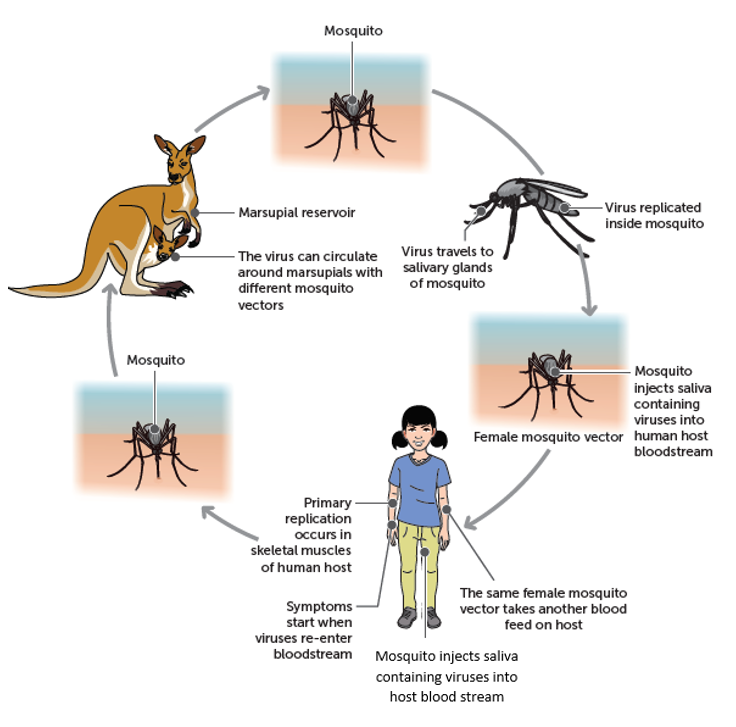 Mosquito
Marsupial reservoir
The virus can circulate
around marsupials with
different mosquito
vectors
Virus replicated
inside mosquito
Virus travels to
salivary glands
of mosquito
Mosquito
injects saliva
containing
viruses into
human host
bloodstream
Female mosquito vector
Mosquito
Primary
replication
occurs in
skeletal muscles
of human host
The same female mosquito
vector takes another blood
feed on host
Symptoms
start when
viruses re-enter
bloodstream
Mosquito injects saliva
containing viruses into
host blood stream